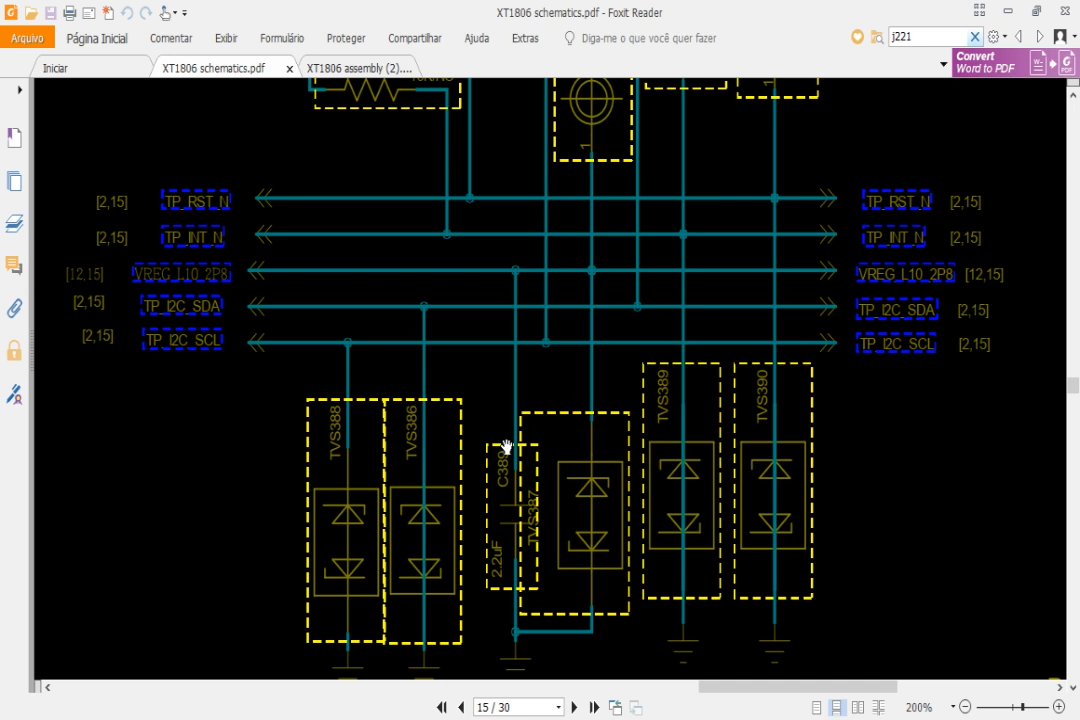 XT1806 schematics.pdf - Foxit Reader
Arquivo Página Inicial Comentar Exibir Formulário Proteger Compartilhar Ajuda Extras Diga-me o que você quer fazer j221
Iniciar XT1806 schematics.pdf XT1806 assembly (2)....
Convert
Word to PDF
1
1
[2,15] TP_RST_N TP_RST_N [2,15]
[2,15] TP_INT_N TP_INT_N [2,15]
[12,15] VREG_L10_2P8 VREG_L10_2P8 [12,15]
[2,15] TP_I2C_SDA TP_I2C_SDA [2,15]
[2,15] TP_I2C_SCL TP_I2C_SCL [2,15]
TVS388
TVS386
C389
2.2uF
TVS387
TVS389
TVS390
15 / 30
200%